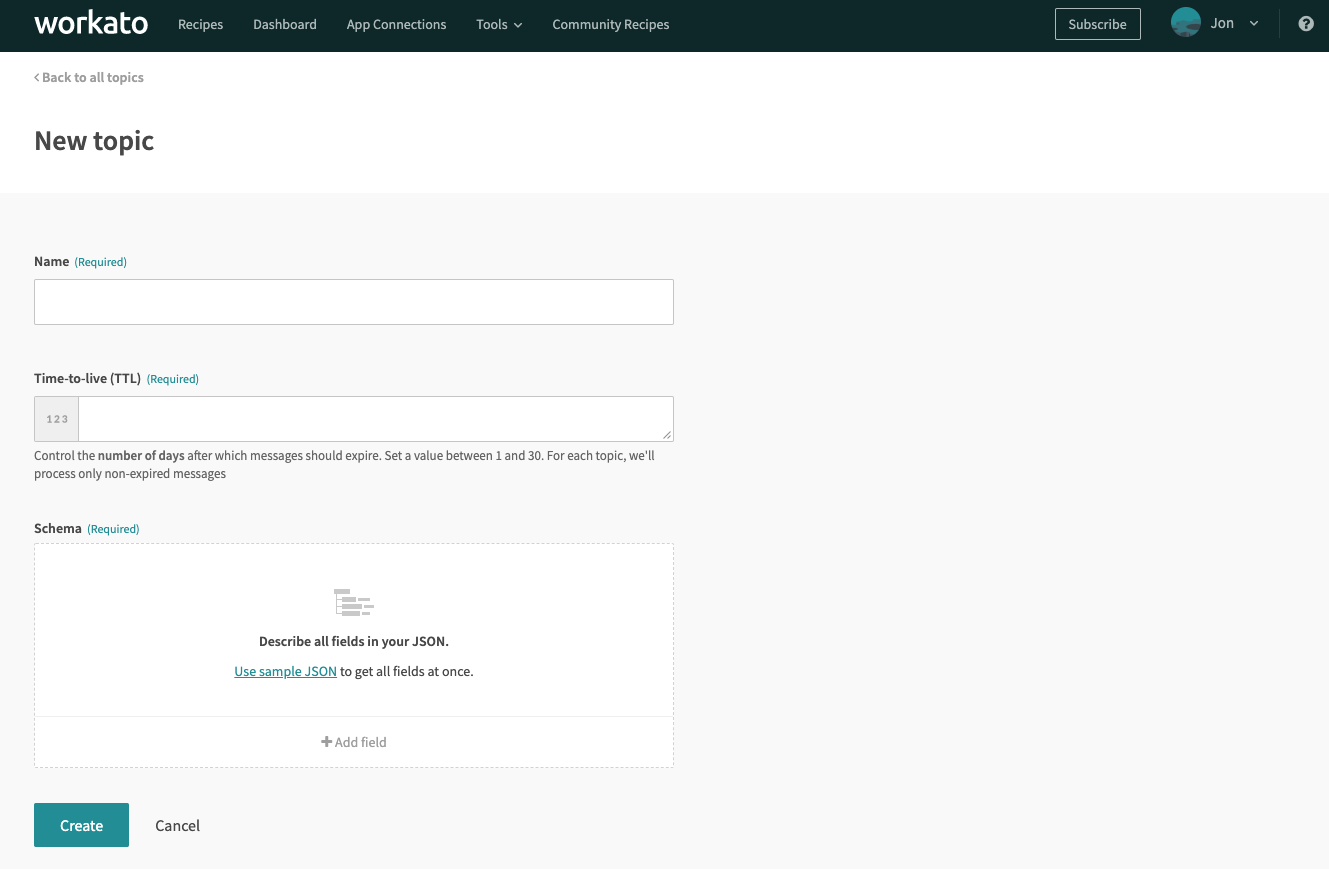 workato Recipes Dashboard App Connections Tools Community Recipes Subscribe Jon ?
Back to all topics
New topic
Name (Required)
Time-to-live (TTL) (Required)
123
Control the number of days after which messages should expire. Set a value between 1 and 30. For each topic, we'll
process only non-expired messages
Schema (Required)
Describe all fields in your JSON.
Use sample JSON to get all fields at once.
+ Add field
Create Cancel